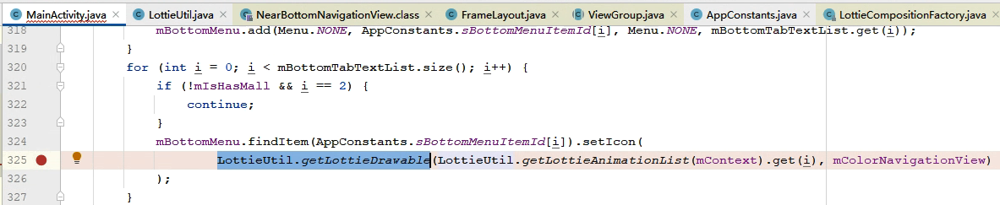 MainActivity.java × LottieUtil.java × NearBottomNavigationView.class × FrameLayout.java × ViewGroup.java × AppConstants.java × LottieCompositionFactory.java ×
318 mBottomMenu.add(Menu.NONE, AppConstants.sBottomMenuItemId[i], Menu.NONE, mBottomTabTextList.get(i));
319 }
320 for (int i = 0; i < mBottomTabTextList.size(); i++) {
321 if (!mIsHasMall && i == 2) {
322 continue;
323 }
324 mBottomMenu.findItem(AppConstants.sBottomMenuItemId[i]).setIcon(
325 LottieUtil.getLottieDrawable(LottieUtil.getLottieAnimationList(mContext).get(i), mColorNavigationView)
326 );
327 }